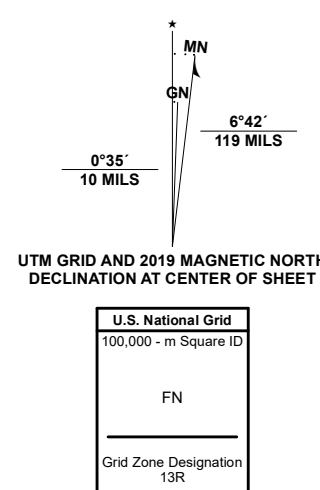 ★
MN
GN
6°42´
119 MILS
0°35´
10 MILS
UTM GRID AND 2019 MAGNETIC NORTH
DECLINATION AT CENTER OF SHEET
U.S. National Grid
100,000 - m Square ID
FN
Grid Zone Designation
13R